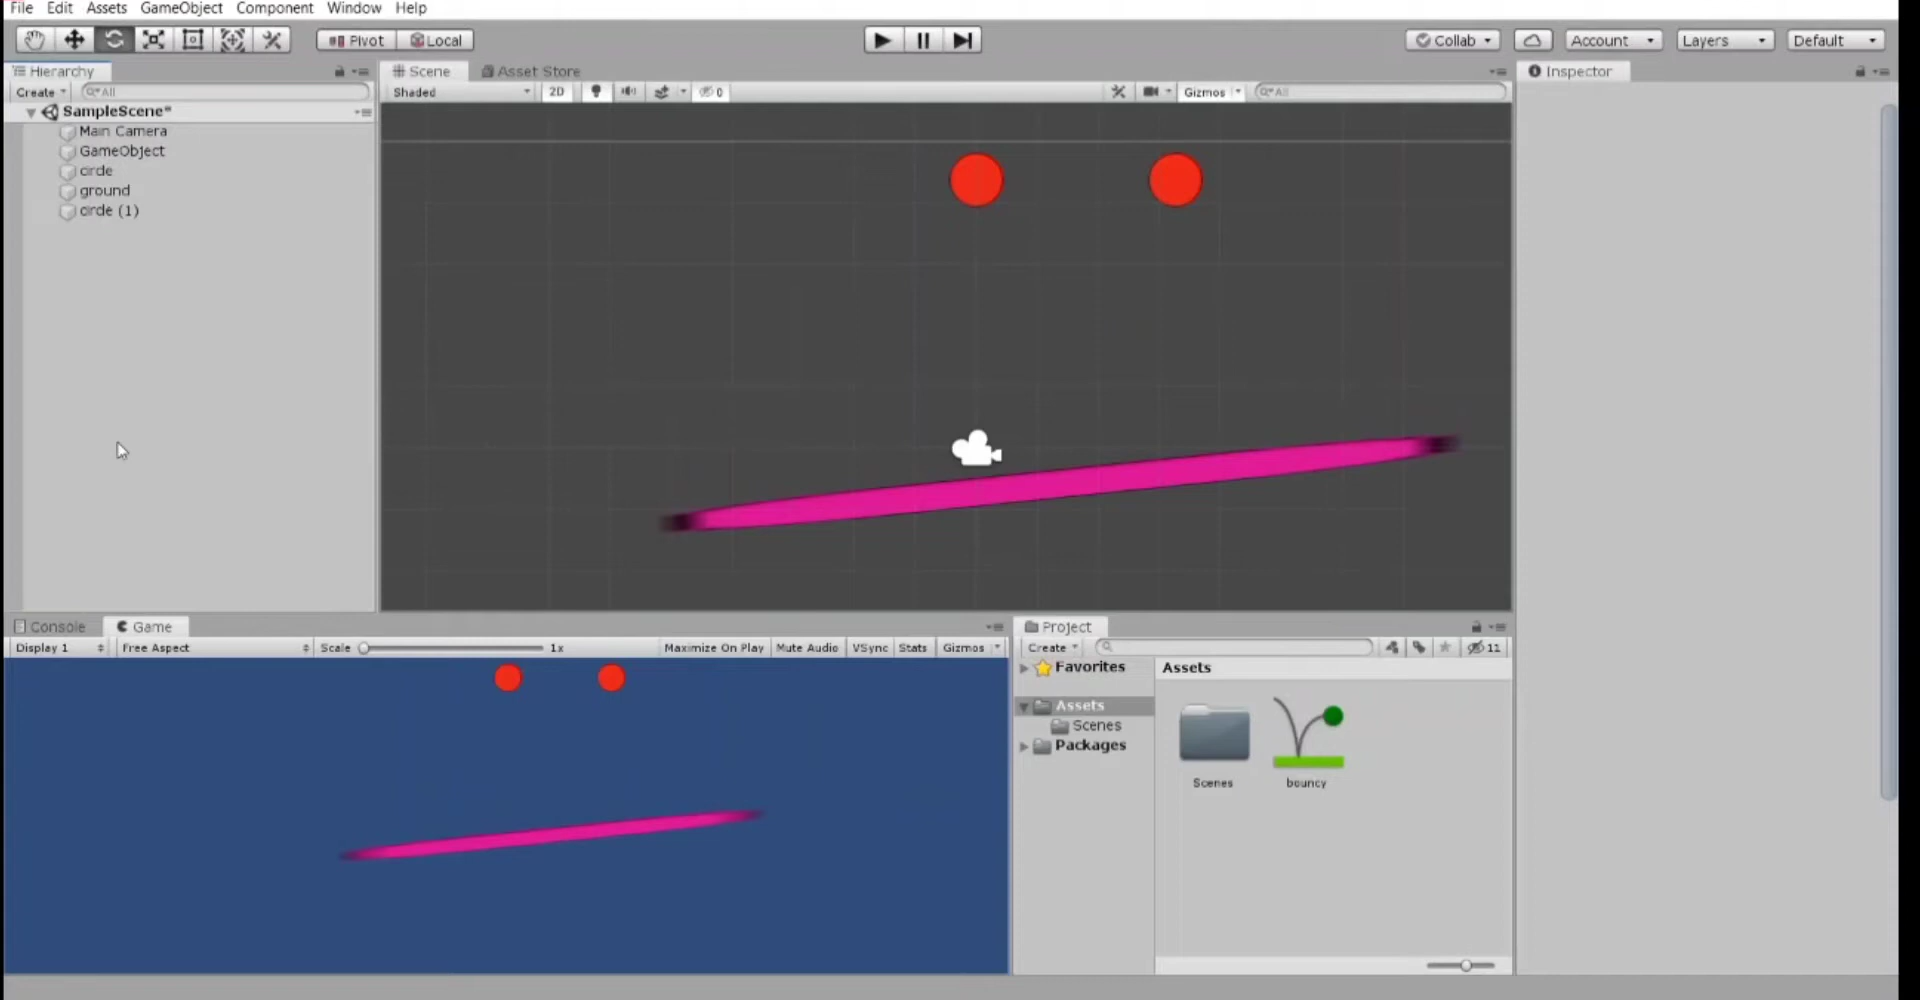 File Edit Assets GameObject Component Window Help
Pivot Local Collab Account Layers Default
Hierarchy Scene Asset Store Inspector
Create All Shaded 2D 0 Gizmos All
SampleScene*
Main Camera
GameObject
circle
ground
circle (1)
Console Game Project
Display 1 Free Aspect Scale 1x Maximize On Play Mute Audio VSync Stats Gizmos Create 11
Favorites Assets
Assets
Scenes
Packages
Scenes bouncy